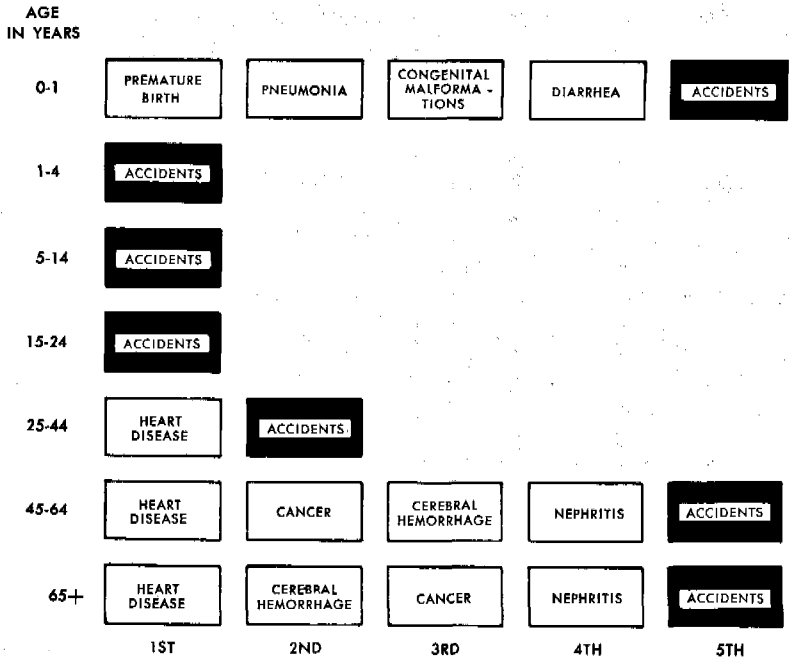 AGE
IN YEARS
0-1
PREMATURE
BIRTH
PNEUMONIA
CONGENITAL
MALFORMA-
TIONS
DIARRHEA
ACCIDENTS
1-4
ACCIDENTS
5-14
ACCIDENTS
15-24
ACCIDENTS
25-44
HEART
DISEASE
ACCIDENTS
45-64
HEART
DISEASE
CANCER
CEREBRAL
HEMORRHAGE
NEPHRITIS
ACCIDENTS
65+
HEART
DISEASE
CEREBRAL
HEMORRHAGE
CANCER
NEPHRITIS
ACCIDENTS
1ST 2ND 3RD 4TH 5TH